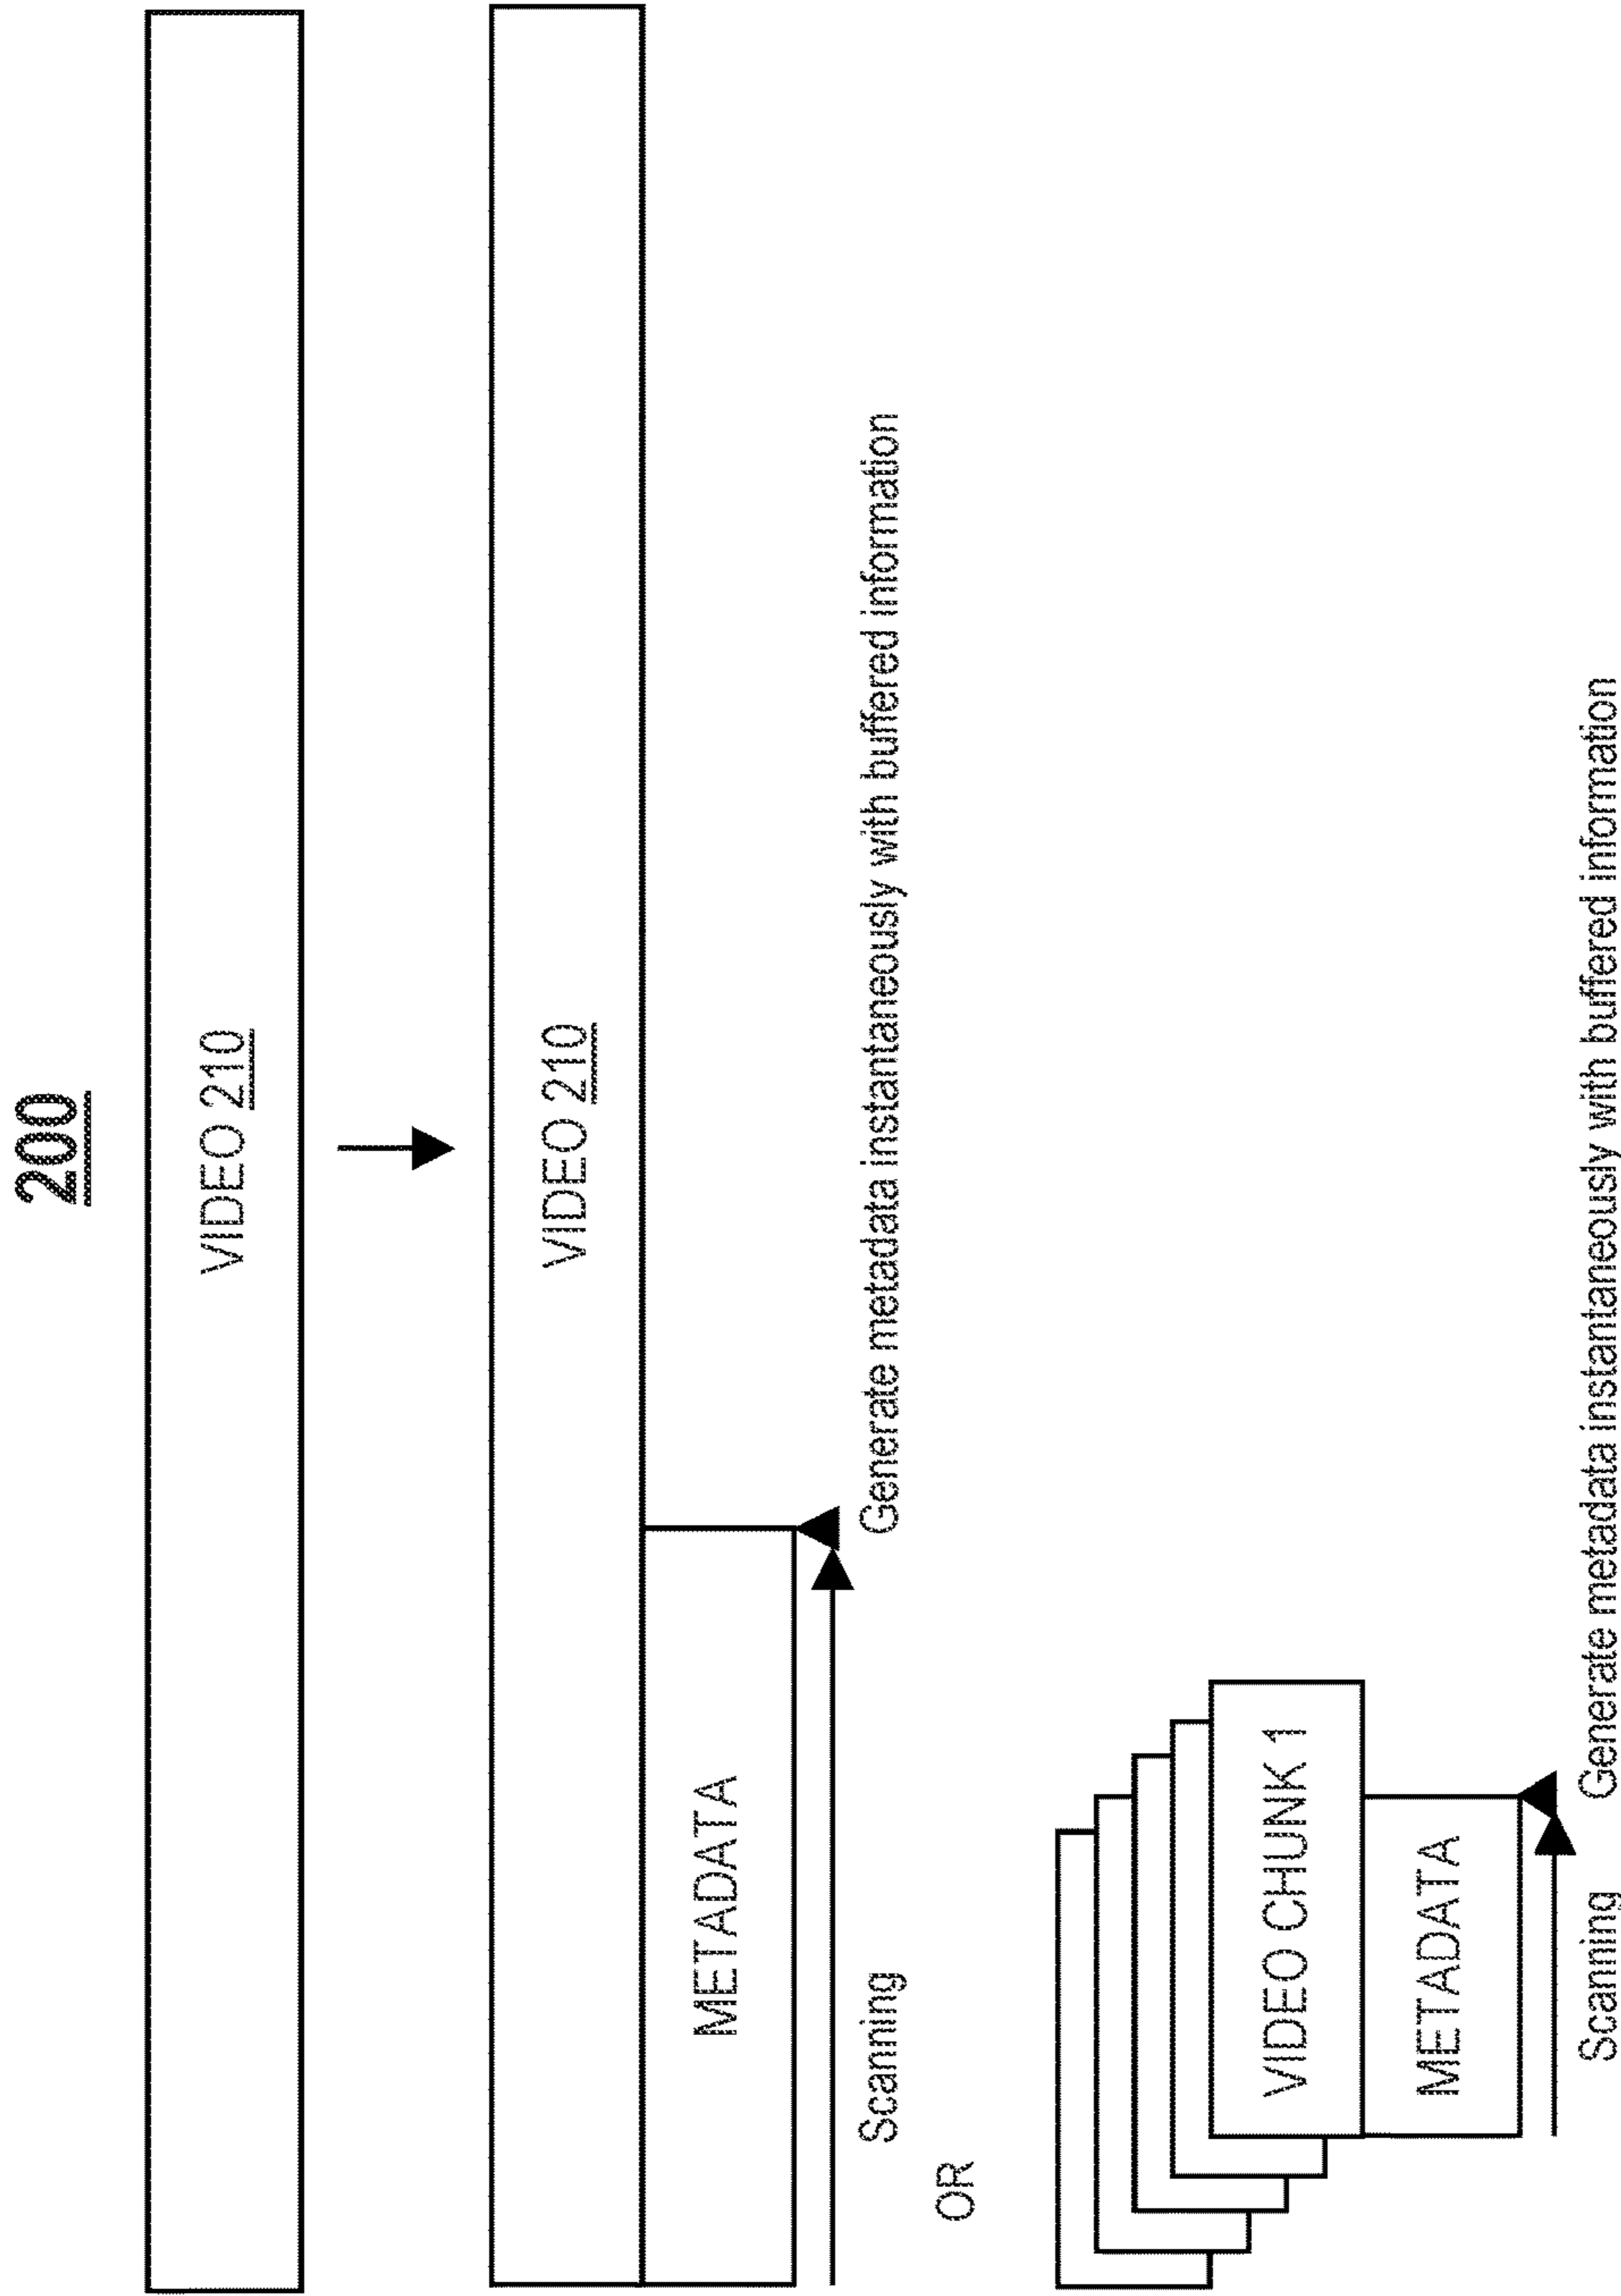 200
VIDEO 210
VIDEO 210
METADATA
Scanning
Generate metadata instantaneously with buffered information
OR
VIDEO CHUNK 1
METADATA
Scanning
Generate metadata instantaneously with buffered information